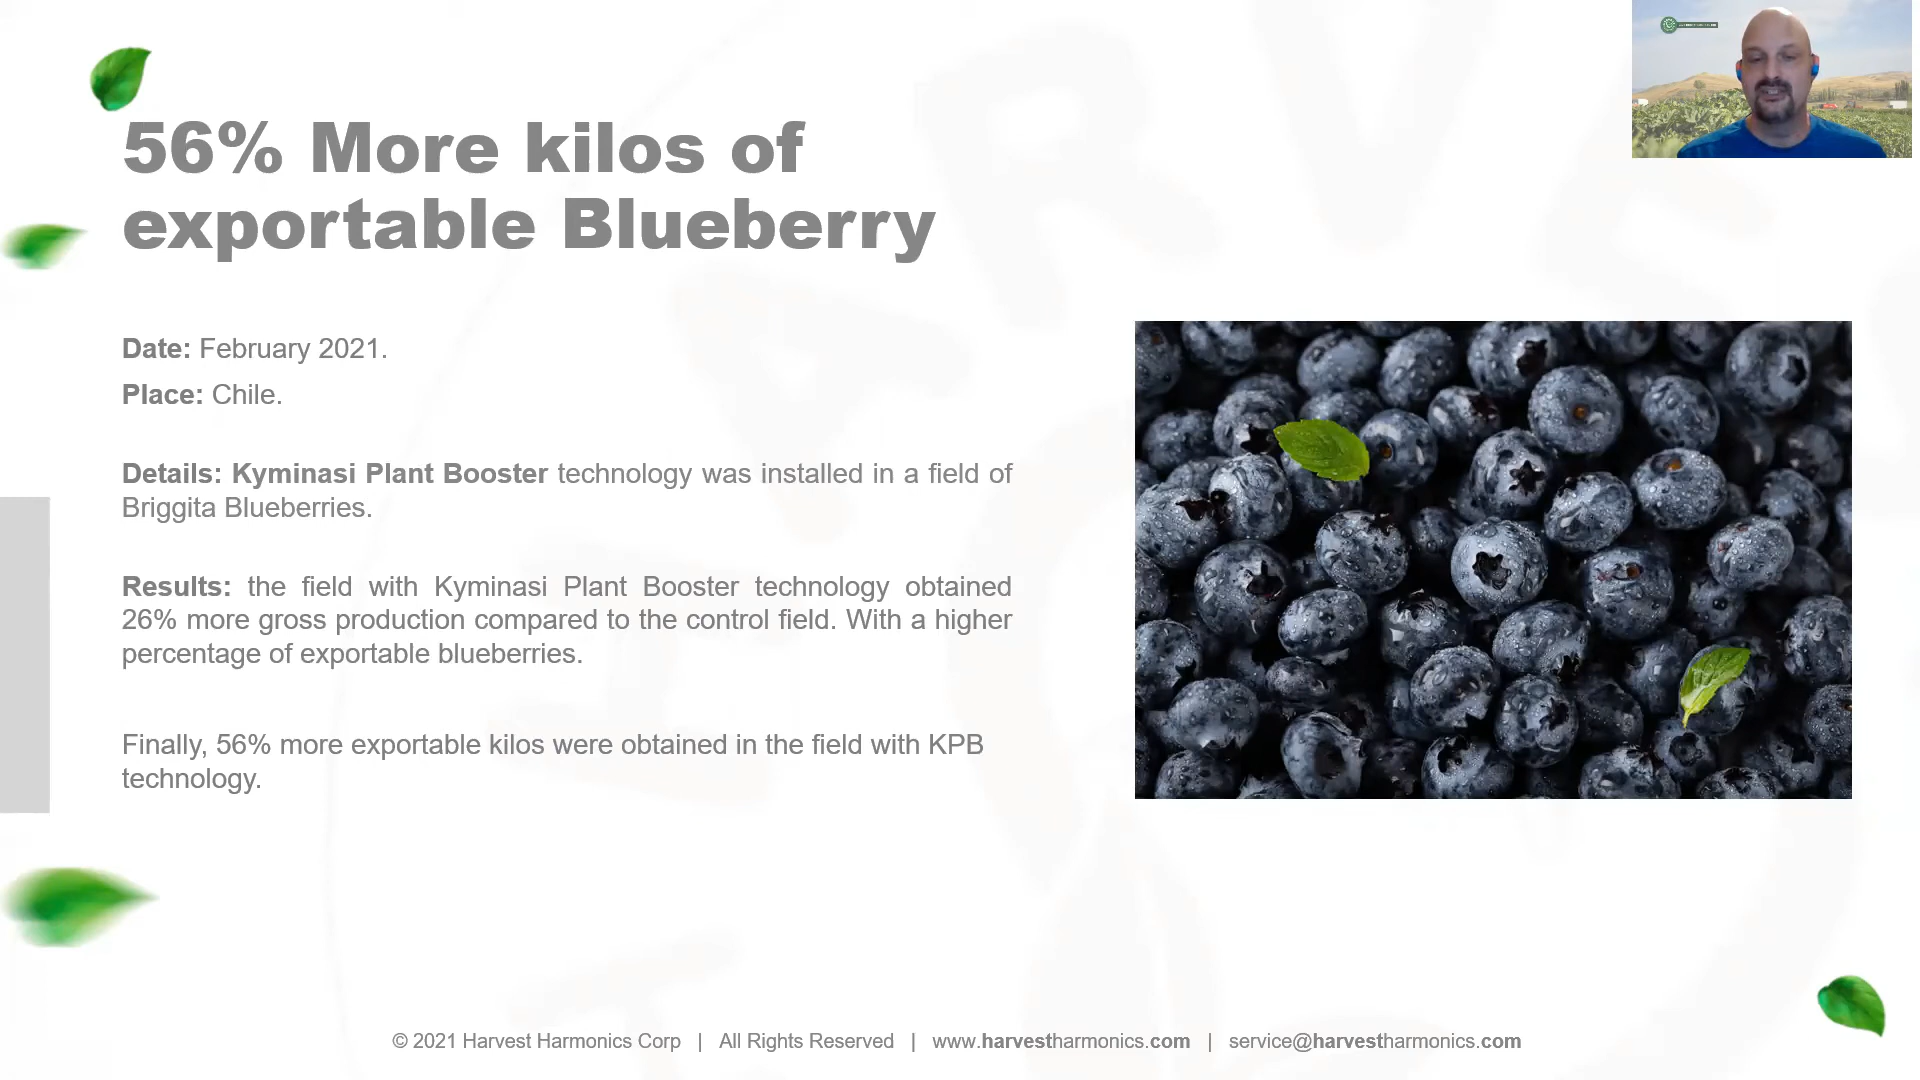 56% More kilos of
exportable Blueberry
Date: February 2021.
Place: Chile.
Details: Kyminasi Plant Booster technology was installed in a field of
Briggita Blueberries.
Results: the field with Kyminasi Plant Booster technology obtained
26% more gross production compared to the control field. With a higher
percentage of exportable blueberries.
Finally, 56% more exportable kilos were obtained in the field with KPB
technology.
© 2021 Harvest Harmonics Corp | All Rights Reserved | www.harvestharmonics.com | service@harvestharmonics.com